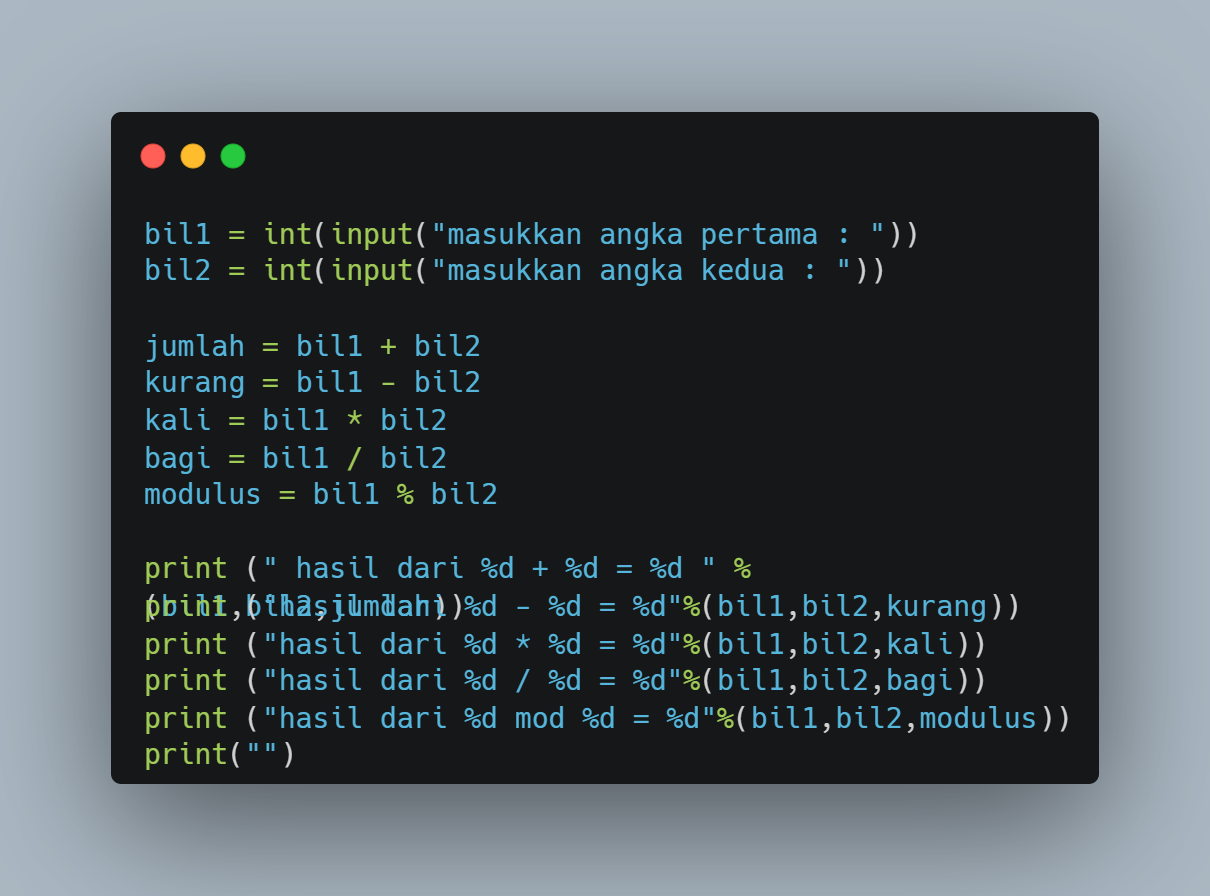 bil1 = int(input("masukkan angka pertama : "))
bil2 = int(input("masukkan angka kedua : "))
jumlah = bil1 + bil2
kurang = bil1 - bil2
kali = bil1 * bil2
bagi = bil1 / bil2
modulus = bil1 % bil2
print (" hasil dari %d + %d = %d " %
(bil1,bil2,jumlah))
print ("hasil dari %d - %d = %d"%(bil1,bil2,kurang))
print ("hasil dari %d * %d = %d"%(bil1,bil2,kali))
print ("hasil dari %d / %d = %d"%(bil1,bil2,bagi))
print ("hasil dari %d mod %d = %d"%(bil1,bil2,modulus))
print("")